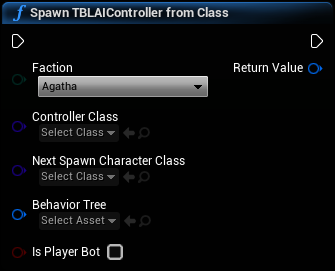 Spawn TBLAIController from Class
Faction
Return Value
Agatha
Controller Class
Select Class
Next Spawn Character Class
Select Class
Behavior Tree
Select Asset
Is Player Bot